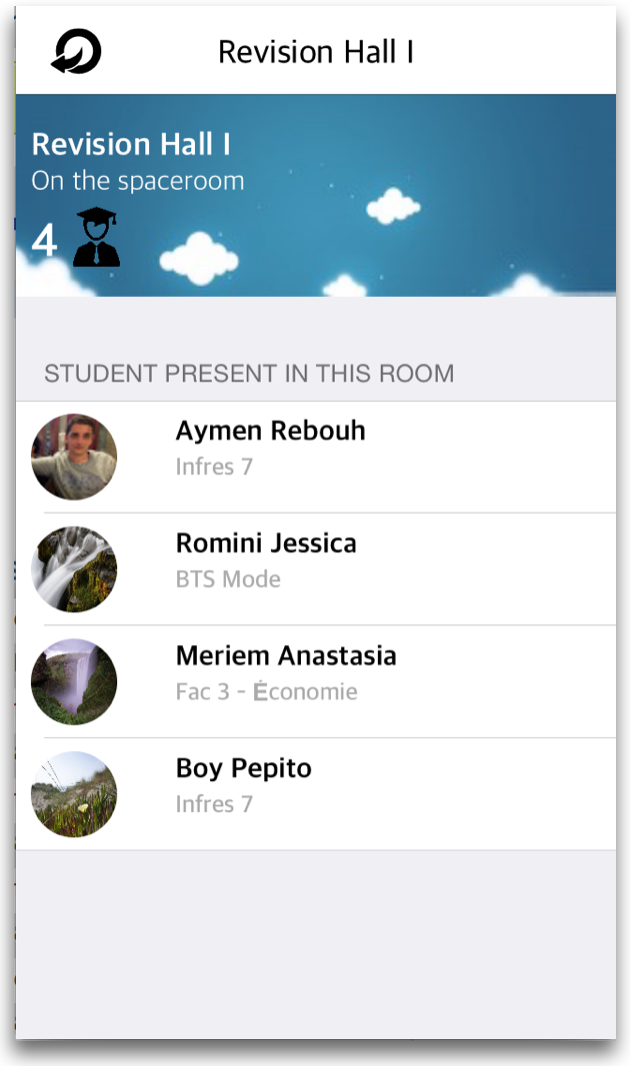 Revision Hall I
Revision Hall I
On the spaceroom
4
STUDENT PRESENT IN THIS ROOM
Aymen Rebouh
Infres 7
Romini Jessica
BTS Mode
Meriem Anastasia
Fac 3 - Ėconomie
Boy Pepito
Infres 7